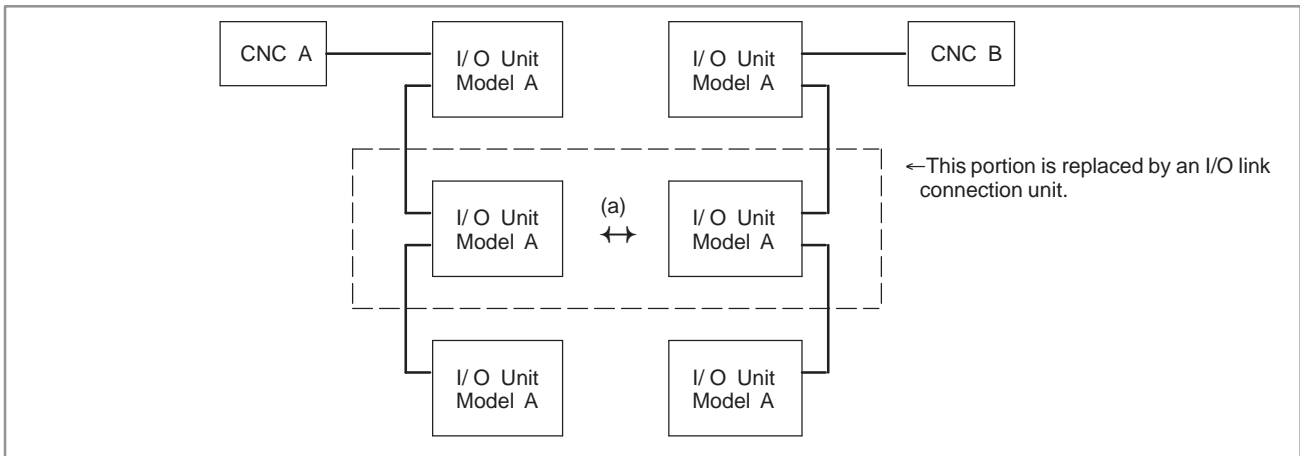 CNC A
I/O Unit
Model A
I/O Unit
Model A
CNC B
←This portion is replaced by an I/O link
connection unit.
I/O Unit
Model A
(a)
I/O Unit
Model A
I/O Unit
Model A
I/O Unit
Model A